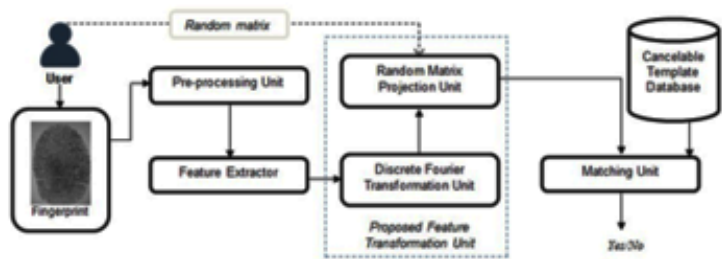 Random matrix
User
Pre-processing Unit
Random Matrix
Projection Unit
Cancelable
Template
Database
Feature Extractor
Discrete Fourier
Transformation Unit
Matching Unit
Fingerprint
Proposed Feature
Transformation Unit
Yes/No